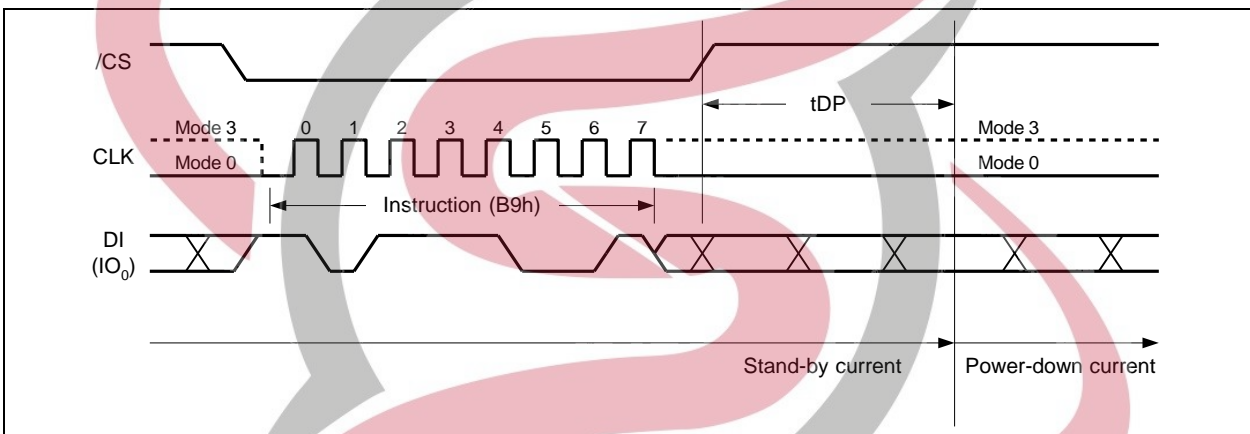 /CS
tDP
Mode 3 0 1 2 3 4 5 6 7 Mode 3
CLK
Mode 0 Mode 0
Instruction (B9h)
DI
(IO0)
Stand-by current Power-down current